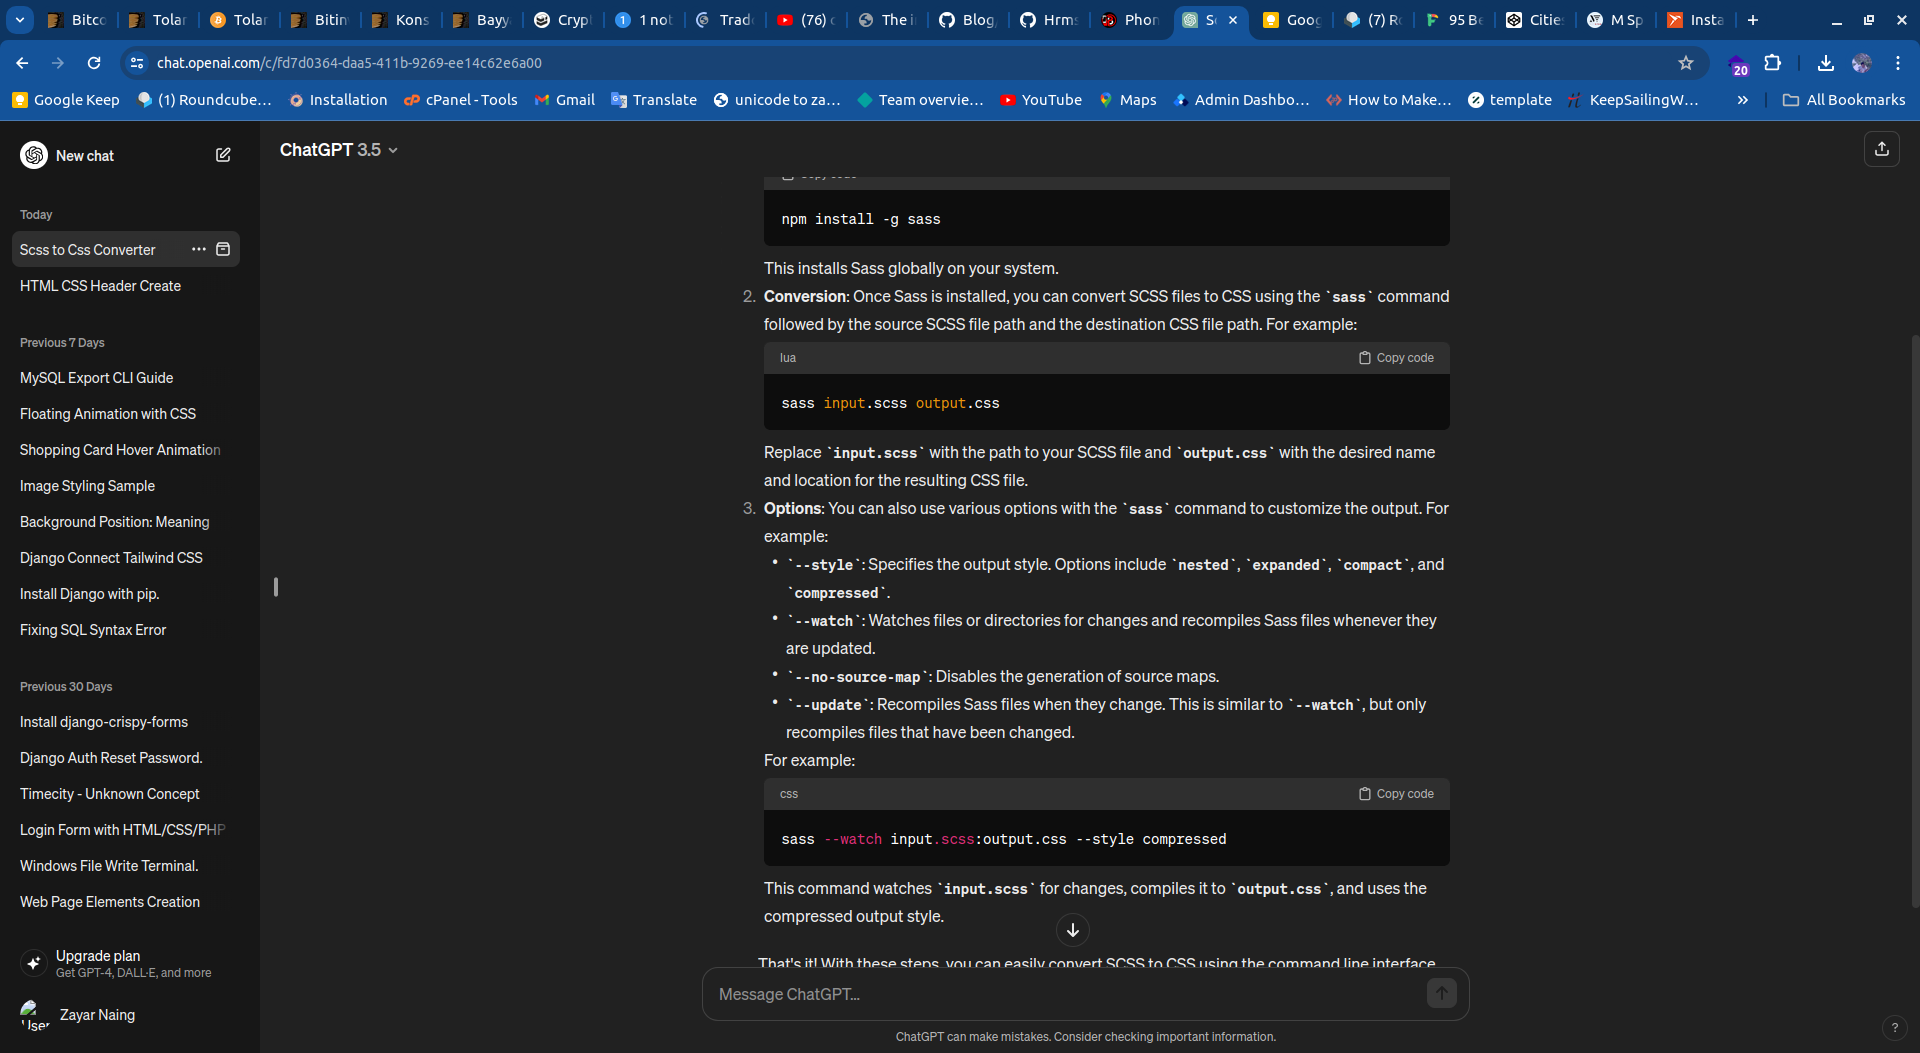 Bitco
Tolar
Tolar
Bitin
Kons
Bayy
Cryp
1 not
Trade
(76)
The i
Blog
Hrms
Phon
Goog
(7) R
95 Be
Cities
M Sp
Insta
chat.openai.com/c/fd7d0364-daa5-411b-9269-ee14c62e6a00
20
Google Keep
(1) Roundcube...
Installation
cPanel - Tools
Gmail
Translate
unicode to za...
Team overvie...
YouTube
Maps
Admin Dashbo...
How to Make...
template
KeepSailingW...
All Bookmarks
New chat
Today
Scss to Css Converter
HTML CSS Header Create
Previous 7 Days
MySQL Export CLI Guide
Floating Animation with CSS
Shopping Card Hover Animation
Image Styling Sample
Background Position: Meaning
Django Connect Tailwind CSS
Install Django with pip.
Fixing SQL Syntax Error
Previous 30 Days
Install django-crispy-forms
Django Auth Reset Password.
Timecity - Unknown Concept
Login Form with HTML/CSS/PHP
Windows File Write Terminal.
Web Page Elements Creation
Upgrade plan
Get GPT-4, DALL·E, and more
User
Zayar Naing
ChatGPT 3.5
npm install -g sass
This installs Sass globally on your system.
2. Conversion: Once Sass is installed, you can convert SCSS files to CSS using the `sass` command
followed by the source SCSS file path and the destination CSS file path. For example:
lua
Copy code
sass input.scss output.css
Replace `input.scss` with the path to your SCSS file and `output.css` with the desired name
and location for the resulting CSS file.
3. Options: You can also use various options with the `sass` command to customize the output. For
example:
• `--style`: Specifies the output style. Options include `nested`, `expanded`, `compact`, and
`compressed`.
• `--watch`: Watches files or directories for changes and recompiles Sass files whenever they
are updated.
• `--no-source-map`: Disables the generation of source maps.
• `--update`: Recompiles Sass files when they change. This is similar to `--watch`, but only
recompiles files that have been changed.
For example:
css
Copy code
sass --watch input.scss:output.css --style compressed
This command watches `input.scss` for changes, compiles it to `output.css`, and uses the
compressed output style.
That's it! With these steps, you can easily convert SCSS to CSS using the command line interface
Message ChatGPT...
ChatGPT can make mistakes. Consider checking important information.
?